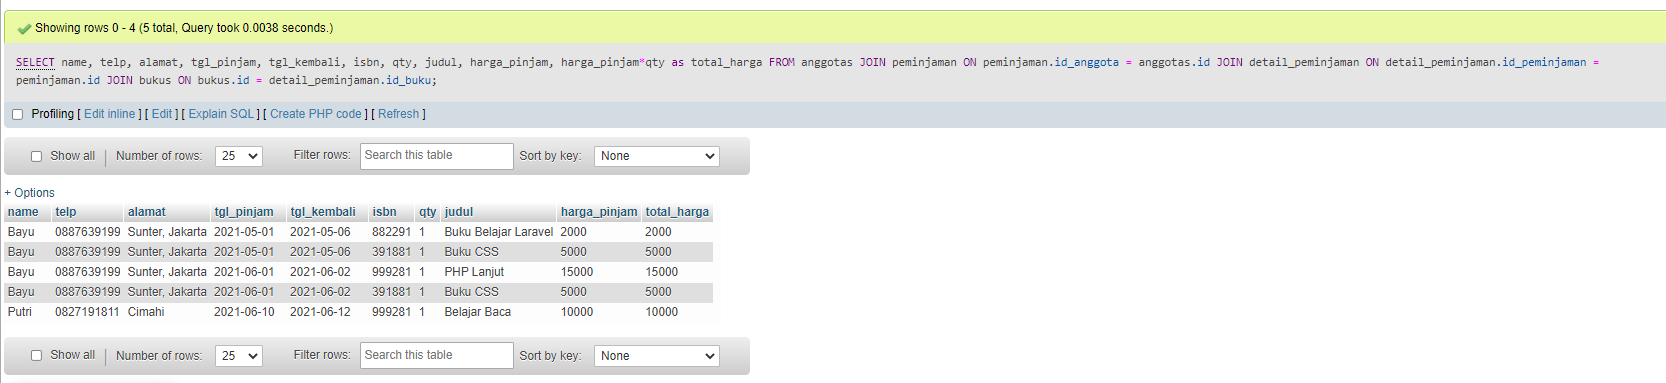 Showing rows 0 - 4 (5 total, Query took 0.0038 seconds.)
SELECT name, telp, alamat, tgl_pinjam, tgl_kembali, isbn, qty, judul, harga_pinjam, harga_pinjam*qty as total_harga FROM anggotas JOIN peminjaman ON peminjaman.id_anggota = anggotas.id JOIN detail_peminjaman ON detail_peminjaman.id_peminjaman =
peminjaman.id JOIN bukus ON bukus.id = detail_peminjaman.id_buku;
Profiling [ Edit inline ] [ Edit ] [ Explain SQL ] [ Create PHP code ] [ Refresh ]
Show all Number of rows: 25 Filter rows: Search this table Sort by key: None
+ Options
name telp alamat tgl_pinjam tgl_kembali isbn qty judul harga_pinjam total_harga
Bayu 0887639199 Sunter, Jakarta 2021-05-01 2021-05-06 882291 1 Buku Belajar Laravel 2000 2000
Bayu 0887639199 Sunter, Jakarta 2021-05-01 2021-05-06 391881 1 Buku CSS 5000 5000
Bayu 0887639199 Sunter, Jakarta 2021-06-01 2021-06-02 999281 1 PHP Lanjut 15000 15000
Bayu 0887639199 Sunter, Jakarta 2021-06-01 2021-06-02 391881 1 Buku CSS 5000 5000
Putri 0827191811 Cimahi 2021-06-10 2021-06-12 999281 1 Belajar Baca 10000 10000
Show all Number of rows: 25 Filter rows: Search this table Sort by key: None